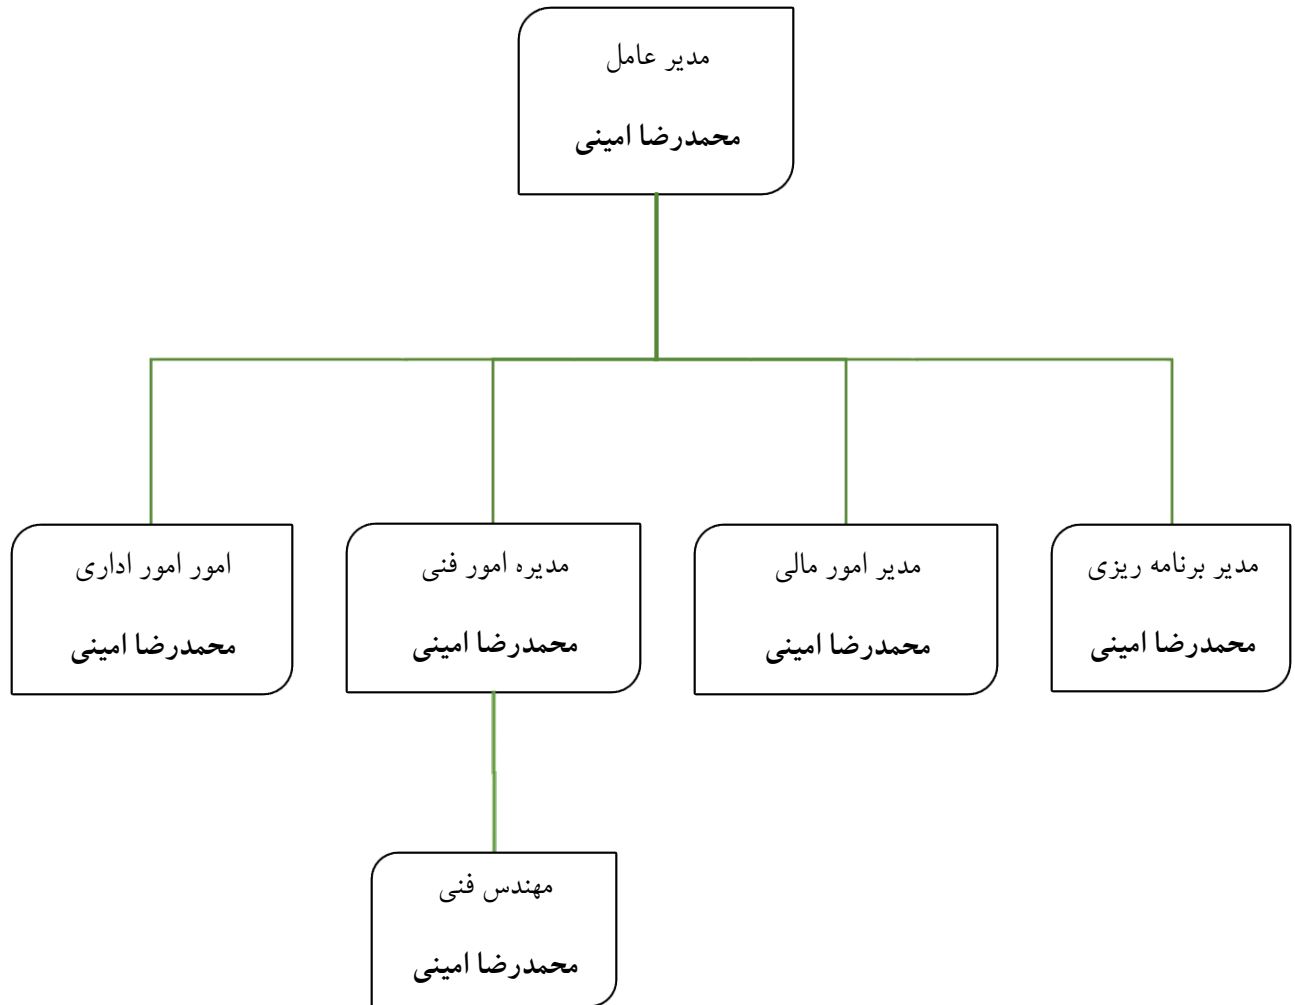 مدیر عامل
محمدرضا امینی
مدیر برنامه ریزی
محمدرضا امینی
مدیر امور مالی
محمدرضا امینی
مدیره امور فنی
محمدرضا امینی
امور امور اداری
محمدرضا امینی
مهندس فنی
محمدرضا امینی